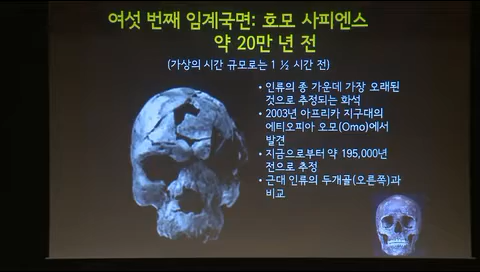 여섯 번째 임계국면: 호모 사피엔스
약 20만 년 전
(가상의 시간 규모로는 1 ½ 시간 전)
• 인류의 종 가운데 가장 오래된
것으로 추정되는 화석
• 2003년 아프리카 지구대의
에티오피아 오모(Omo)에서
발견
• 지금으로부터 약 195,000년
전으로 추정
• 근대 인류의 두개골(오른쪽)과
비교